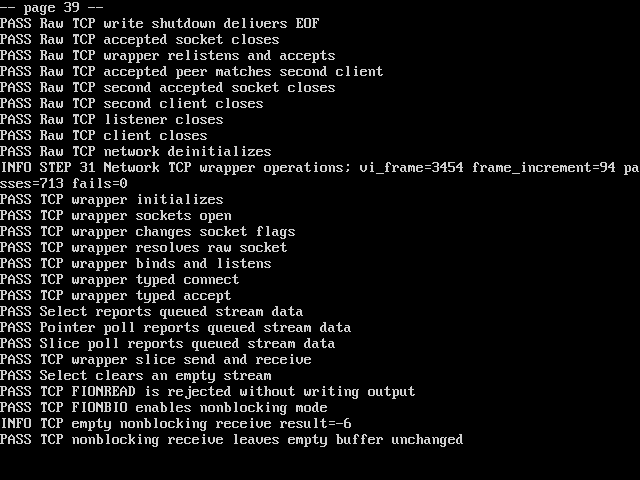 -- page 39 --
PASS Raw TCP write shutdown delivers EOF
PASS Raw TCP accepted socket closes
PASS Raw TCP wrapper relistens and accepts
PASS Raw TCP accepted peer matches second client
PASS Raw TCP second accepted socket closes
PASS Raw TCP second client closes
PASS Raw TCP listener closes
PASS Raw TCP client closes
PASS Raw TCP network deinitializes
INFO STEP 31 Network TCP wrapper operations; vi_frame=3454 frame_increment=94 pa
sses=713 fails=0
PASS TCP wrapper initializes
PASS TCP wrapper sockets open
PASS TCP wrapper changes socket flags
PASS TCP wrapper resolves raw socket
PASS TCP wrapper binds and listens
PASS TCP wrapper typed connect
PASS TCP wrapper typed accept
PASS Select reports queued stream data
PASS Pointer poll reports queued stream data
PASS Slice poll reports queued stream data
PASS TCP wrapper slice send and receive
PASS Select clears an empty stream
PASS TCP FIONREAD is rejected without writing output
PASS TCP FIONBIO enables nonblocking mode
INFO TCP empty nonblocking receive result=-6
PASS TCP nonblocking receive leaves empty buffer unchanged